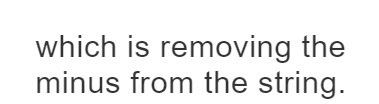 which is removing the
minus from the string.